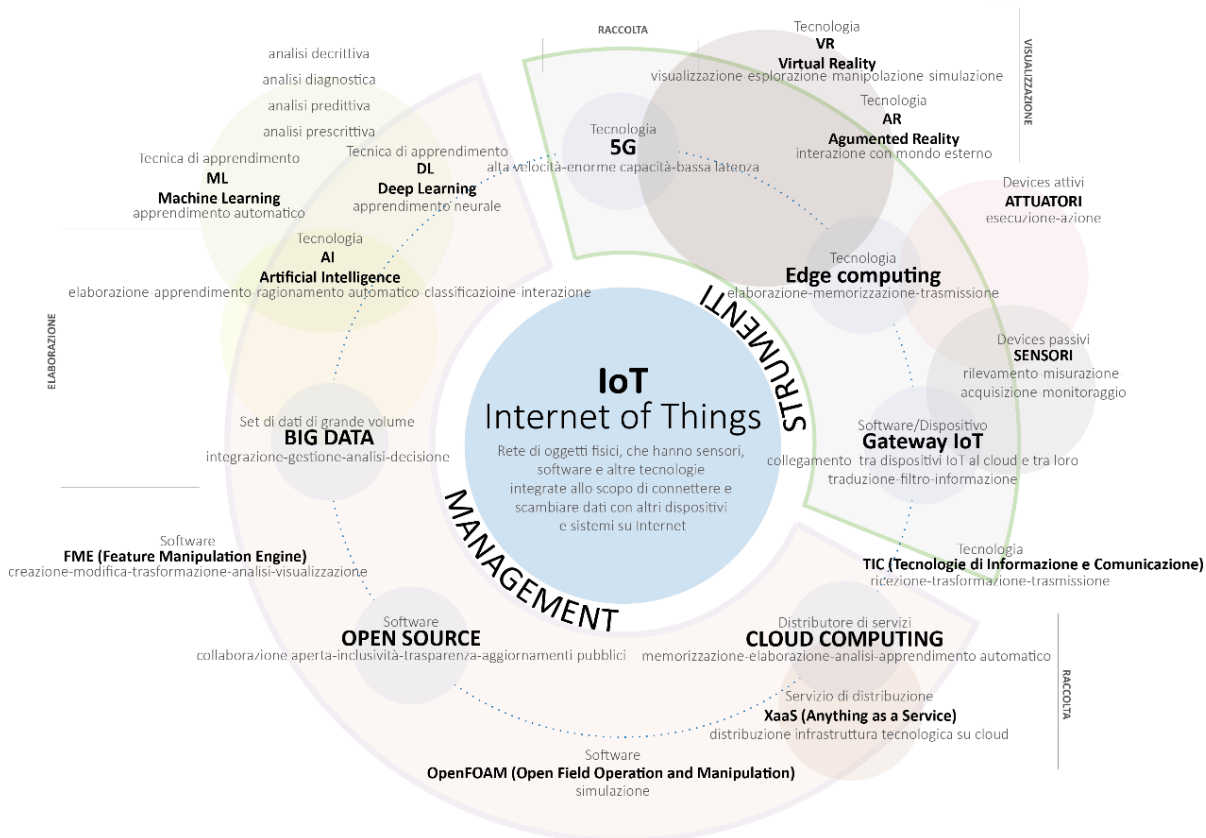 RACCOLTA
Tecnologia
VR
Virtual Reality
visualizzazione-esplorazione-manipolazione-simulazione
VISUALIZZAZIONE
Tecnologia
AR
Agumented Reality
interazione con mondo esterno
analisi decrittiva
analisi diagnostica
analisi predittiva
analisi prescrittiva
Tecnica di apprendimento
ML
Machine Learning
apprendimento automatico
Tecnica di apprendimento
DL
Deep Learning
apprendimento neurale
Tecnologia
5G
alta velocità-enorme capacità-bassa latenza
Devices attivi
ATTUATORI
esecuzione-azione
Tecnologia
AI
Artificial Intelligence
elaborazione-apprendimento-ragionamento automatico-classificazioine-interazione
Tecnologia
Edge computing
elaborazione-memorizzazione-trasmissione
ELABORAZIONE
STRUMENTI
Devices passivi
SENSORI
rilevamento-misurazione-
acquisizione-monitoraggio
IoT
Internet of Things
Rete di oggetti fisici, che hanno sensori,
software e altre tecnologie
integrate allo scopo di connettere e
scambiare dati con altri dispositivi
e sistemi su Internet
Set di dati di grande volume
BIG DATA
integrazione-gestione-analisi-decisione
Software/Dispositivo
Gateway IoT
collegamento tra dispositivi IoT al cloud e tra loro
traduzione-filtro-informazione
MANAGEMENT
Software
FME (Feature Manipulation Engine)
creazione-modifica-trasformazione-analisi-visualizzazione
Tecnologia
TIC (Tecnologie di Informazione e Comunicazione)
ricezione-trasformazione-trasmissione
Software
OPEN SOURCE
collaborazione aperta-inclusività-trasparenza-aggiornamenti pubblici
Distributore di servizi
CLOUD COMPUTING
memorizzazione-elaborazione-analisi-apprendimento automatico
RACCOLTA
Servizio di distribuzione
XaaS (Anything as a Service)
distribuzione infrastruttura tecnologica su cloud
Software
OpenFOAM (Open Field Operation and Manipulation)
simulazione